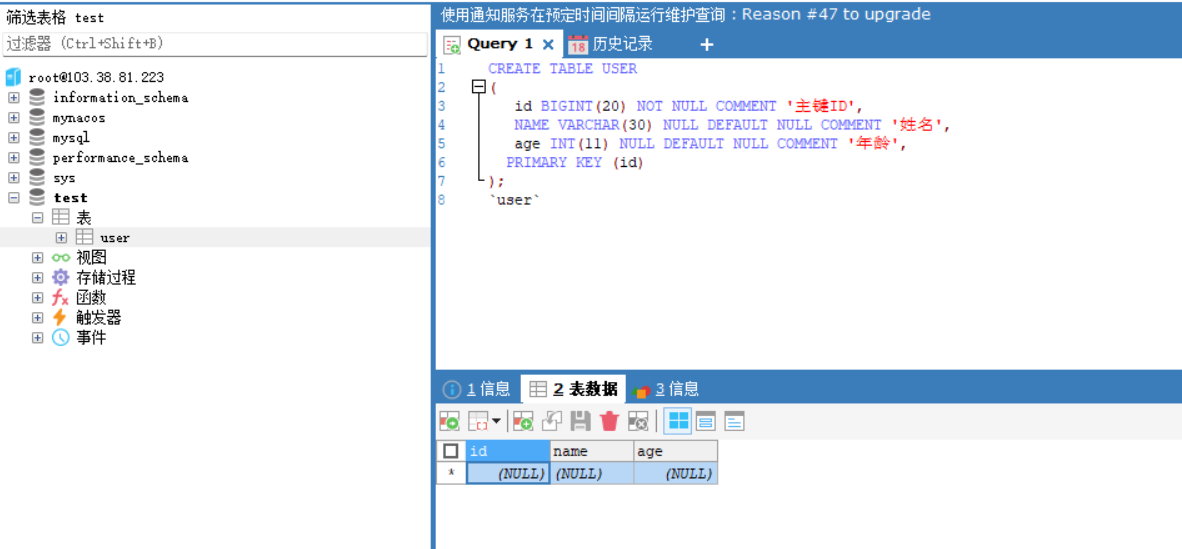 筛选表格 test
过滤器 (Ctrl+Shift+B)
root@103.38.81.223
information_schema
mynacos
mysql
performance_schema
sys
test
表
user
视图
存储过程
函数
触发器
事件
使用通知服务在预定时间间隔运行维护查询 : Reason #47 to upgrade
Query 1 × 18 历史记录 +
1 CREATE TABLE USER
2 (
3 id BIGINT(20) NOT NULL COMMENT '主键ID',
4 NAME VARCHAR(30) NULL DEFAULT NULL COMMENT '姓名',
5 age INT(11) NULL DEFAULT NULL COMMENT '年龄',
6 PRIMARY KEY (id)
7 );
8 `user`
1 信息 2 表数据 3 信息
id name age
* (NULL) (NULL) (NULL)